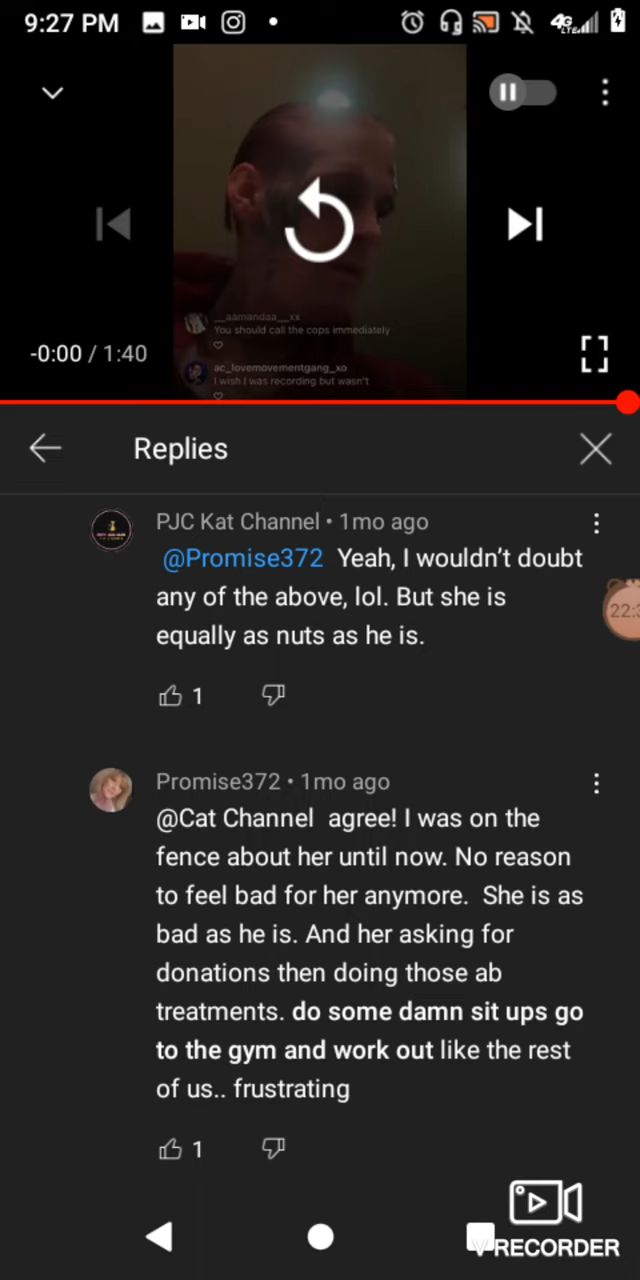 9:27 PM
4G
LTE
__aamandaa__xx
You should call the cops immediately
ac_lovemovementgang_xo
I wish I was recording but wasn't
-0:00 / 1:40
Replies
PJC Kat Channel • 1mo ago
@Promise372 Yeah, I wouldn't doubt
any of the above, lol. But she is
equally as nuts as he is.
22:3
1
Promise372 • 1mo ago
@Cat Channel agree! I was on the
fence about her until now. No reason
to feel bad for her anymore. She is as
bad as he is. And her asking for
donations then doing those ab
treatments. do some damn sit ups go
to the gym and work out like the rest
of us.. frustrating
1
VRECORDER